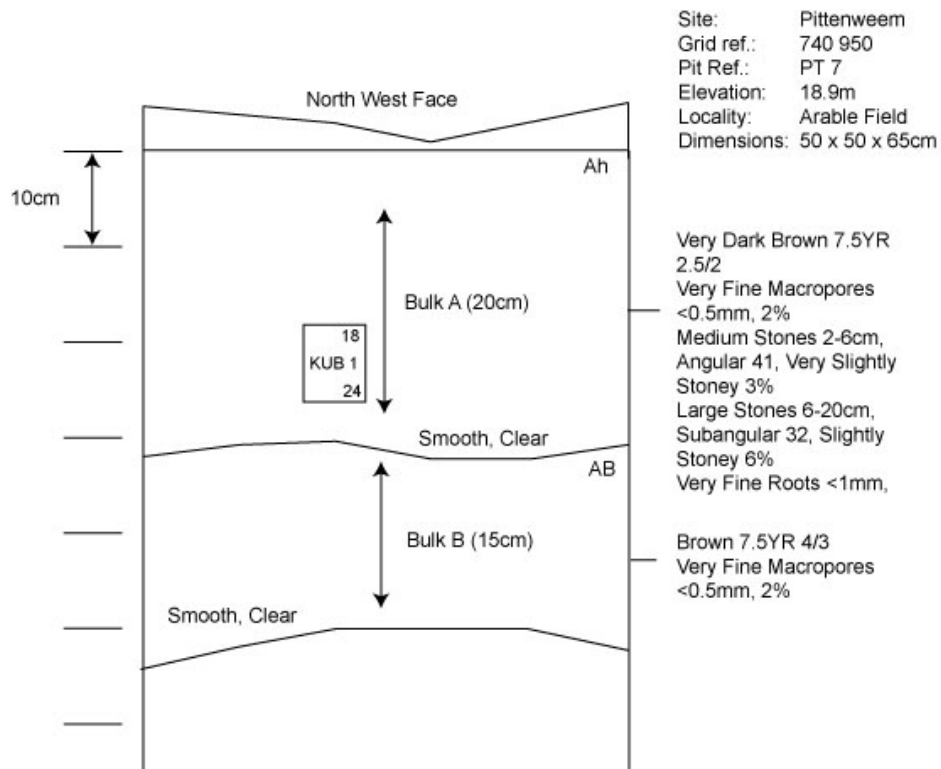 Site: Pittenweem
Grid ref.: 740 950
Pit Ref.: PT 7
Elevation: 18.9m
Locality: Arable Field
Dimensions: 50 x 50 x 65cm
North West Face
Ah
10cm
Bulk A (20cm)
18
KUB 1
24
Smooth, Clear
AB
Bulk B (15cm)
Smooth, Clear
Very Dark Brown 7.5YR
2.5/2
Very Fine Macropores
<0.5mm, 2%
Medium Stones 2-6cm,
Angular 41, Very Slightly
Stoney 3%
Large Stones 6-20cm,
Subangular 32, Slightly
Stoney 6%
Very Fine Roots <1mm,
Brown 7.5YR 4/3
Very Fine Macropores
<0.5mm, 2%